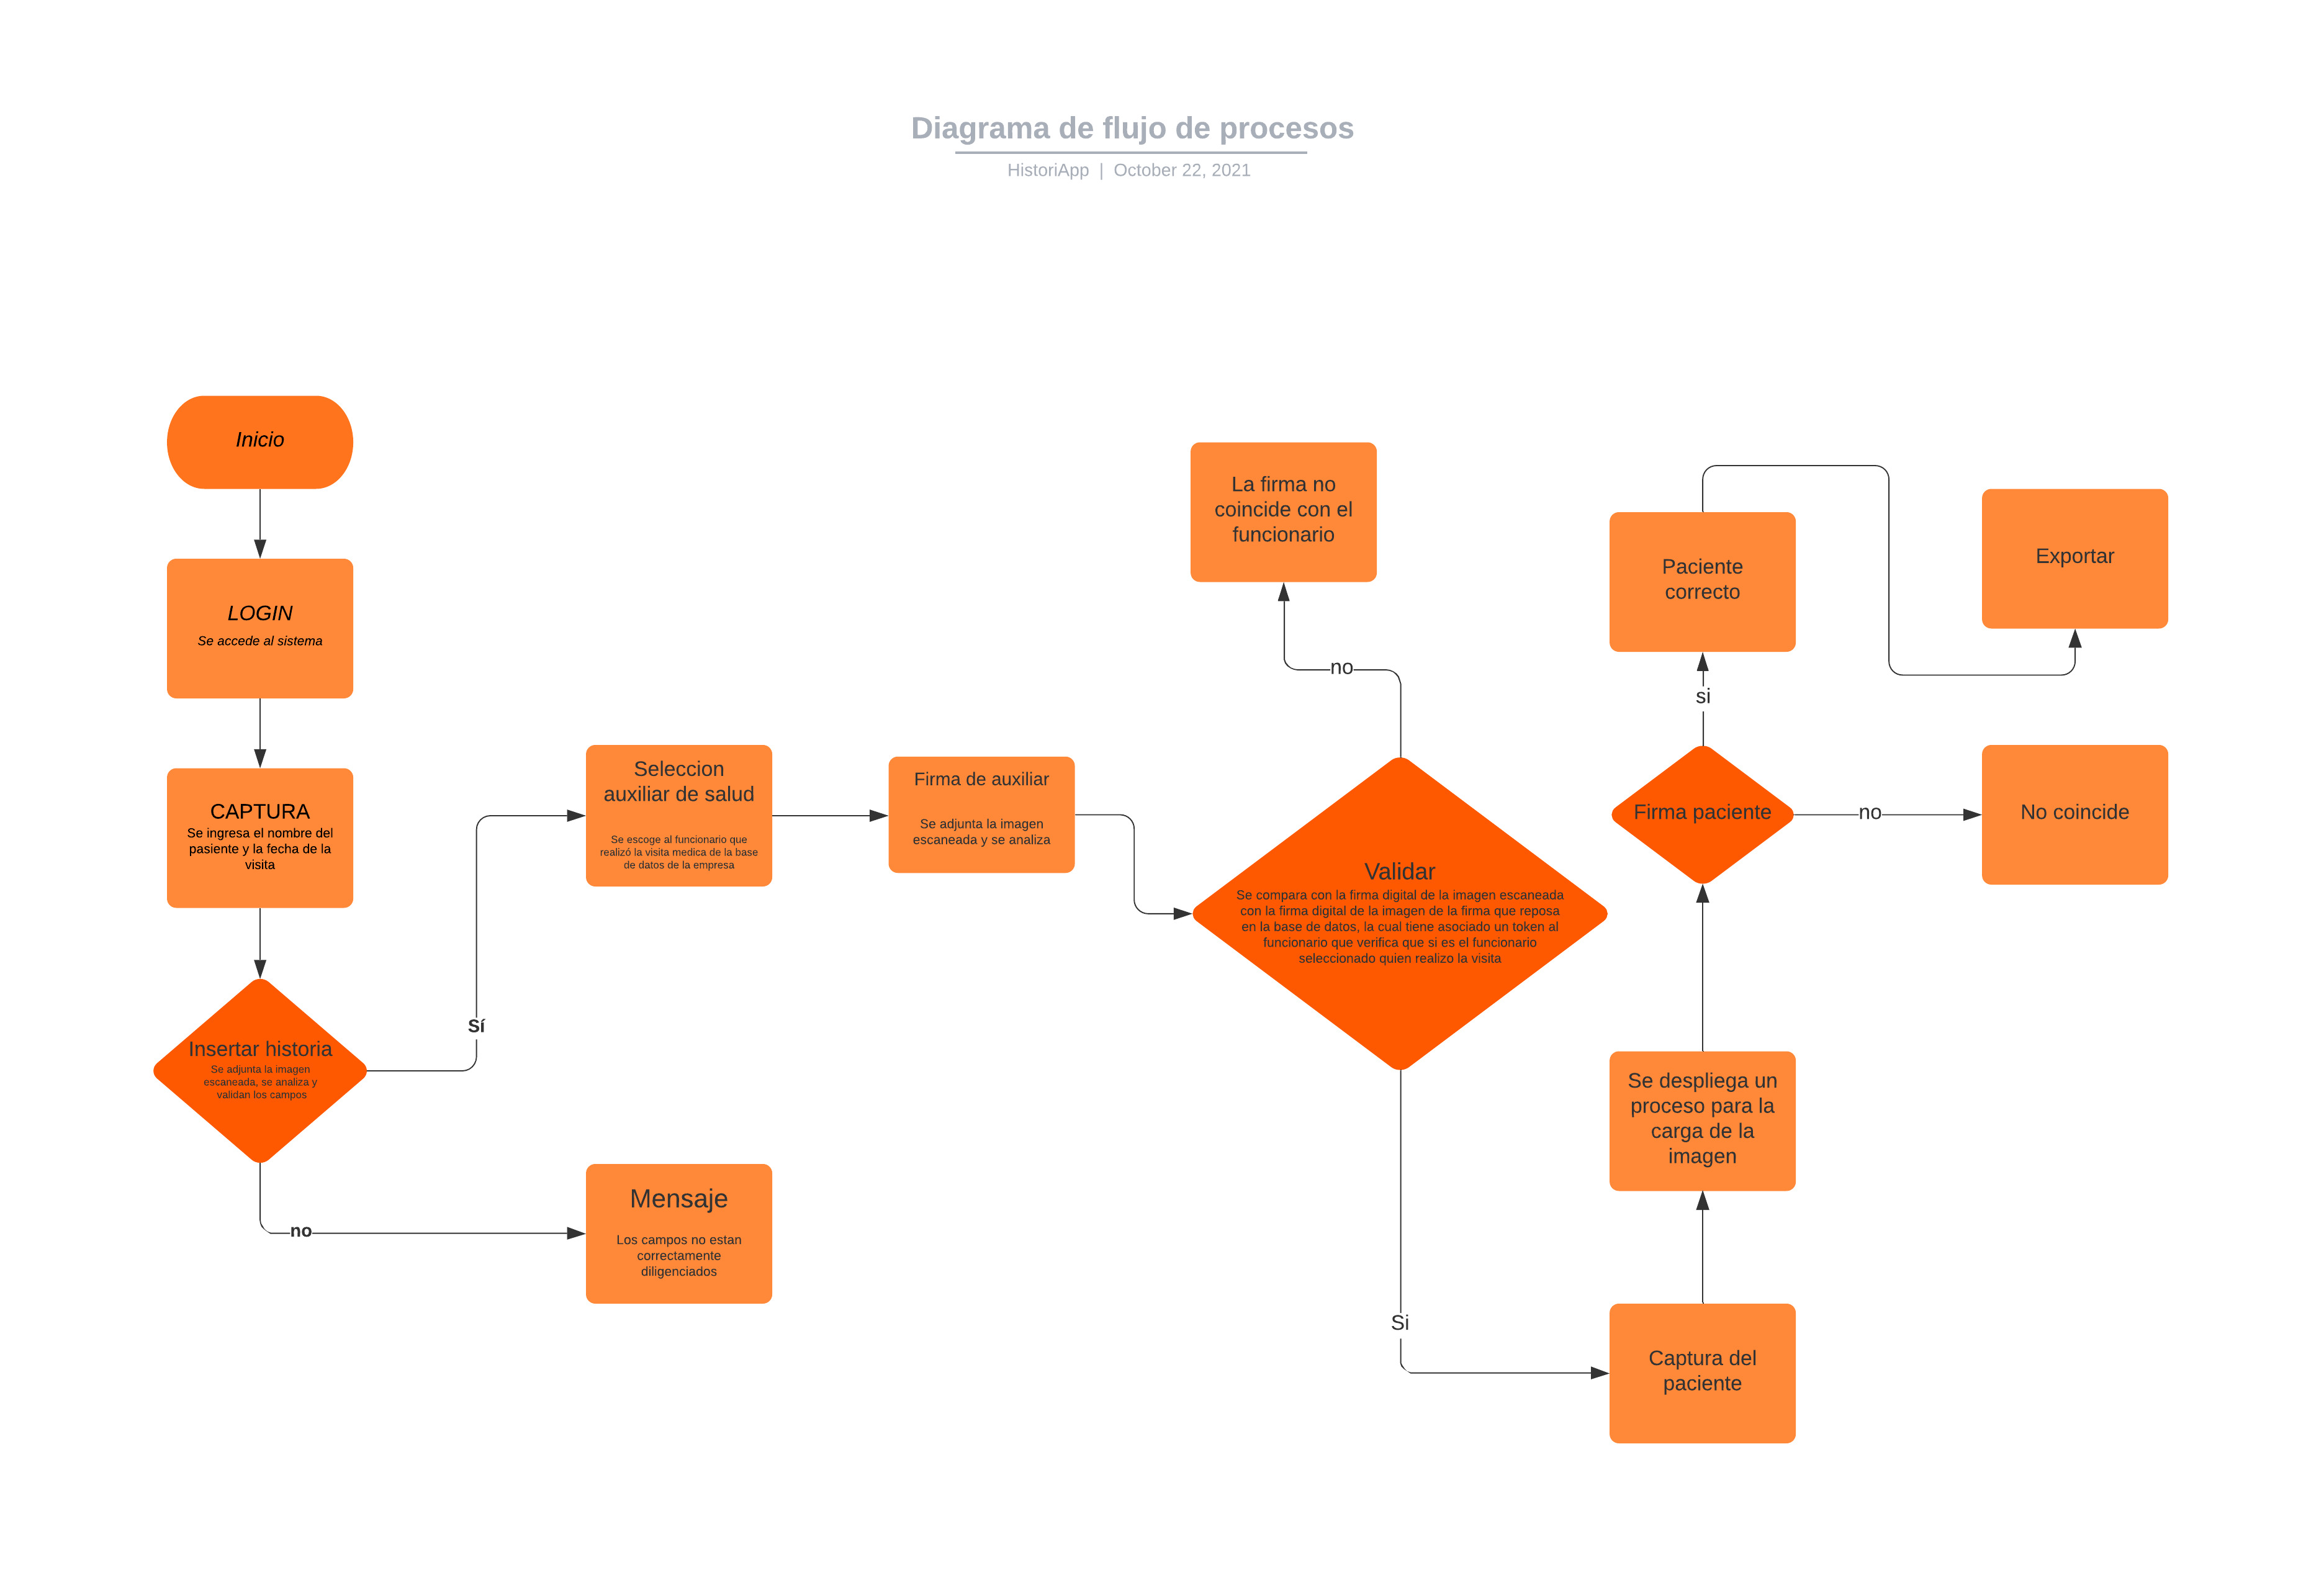 Diagrama de flujo de procesos
HistoriApp | October 22, 2021
Inicio
LOGIN
Se accede al sistema
CAPTURA
Se ingresa el nombre del
pasiente y la fecha de la
visita
Insertar historia
Se adjunta la imagen
escaneada, se analiza y
validan los campos
Sí
no
Seleccion
auxiliar de salud
Se escoge al funcionario que
realizó la visita medica de la base
de datos de la empresa
Mensaje
Los campos no estan
correctamente
diligenciados
Firma de auxiliar
Se adjunta la imagen
escaneada y se analiza
Validar
Se compara con la firma digital de la imagen escaneada
con la firma digital de la imagen de la firma que reposa
en la base de datos, la cual tiene asociado un token al
funcionario que verifica que si es el funcionario
seleccionado quien realizo la visita
no
La firma no
coincide con el
funcionario
Si
Captura del
paciente
Se despliega un
proceso para la
carga de la
imagen
Firma paciente
si
Paciente
correcto
Exportar
no
No coincide